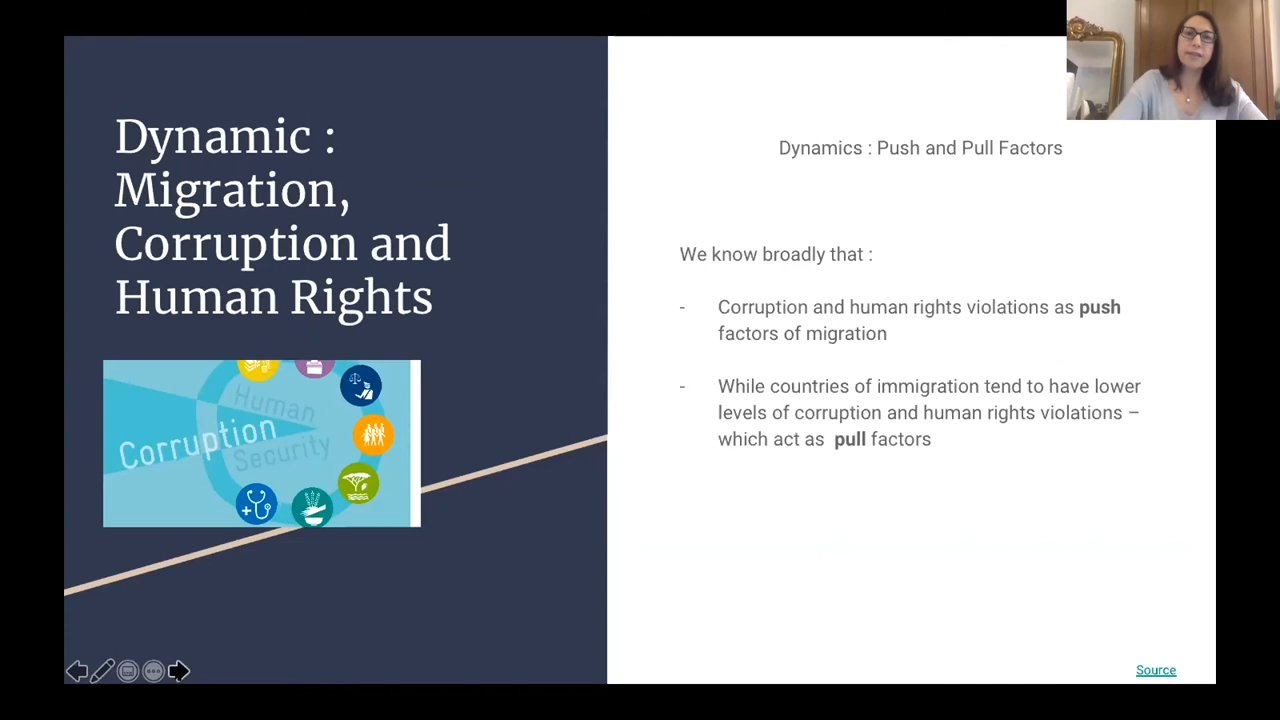 Dynamic :
Migration,
Corruption and
Human Rights
Human
Corruption
Security
Dynamics : Push and Pull Factors
We know broadly that :
- Corruption and human rights violations as push
factors of migration
- While countries of immigration tend to have lower
levels of corruption and human rights violations –
which act as pull factors
Source